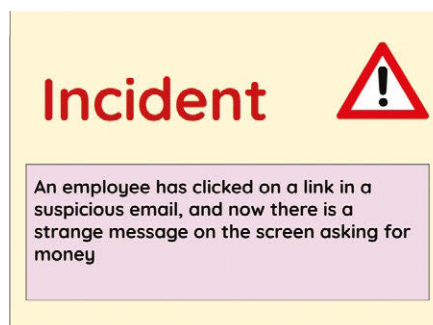 Incident
An employee has clicked on a link in a
suspicious email, and now there is a
strange message on the screen asking for
money